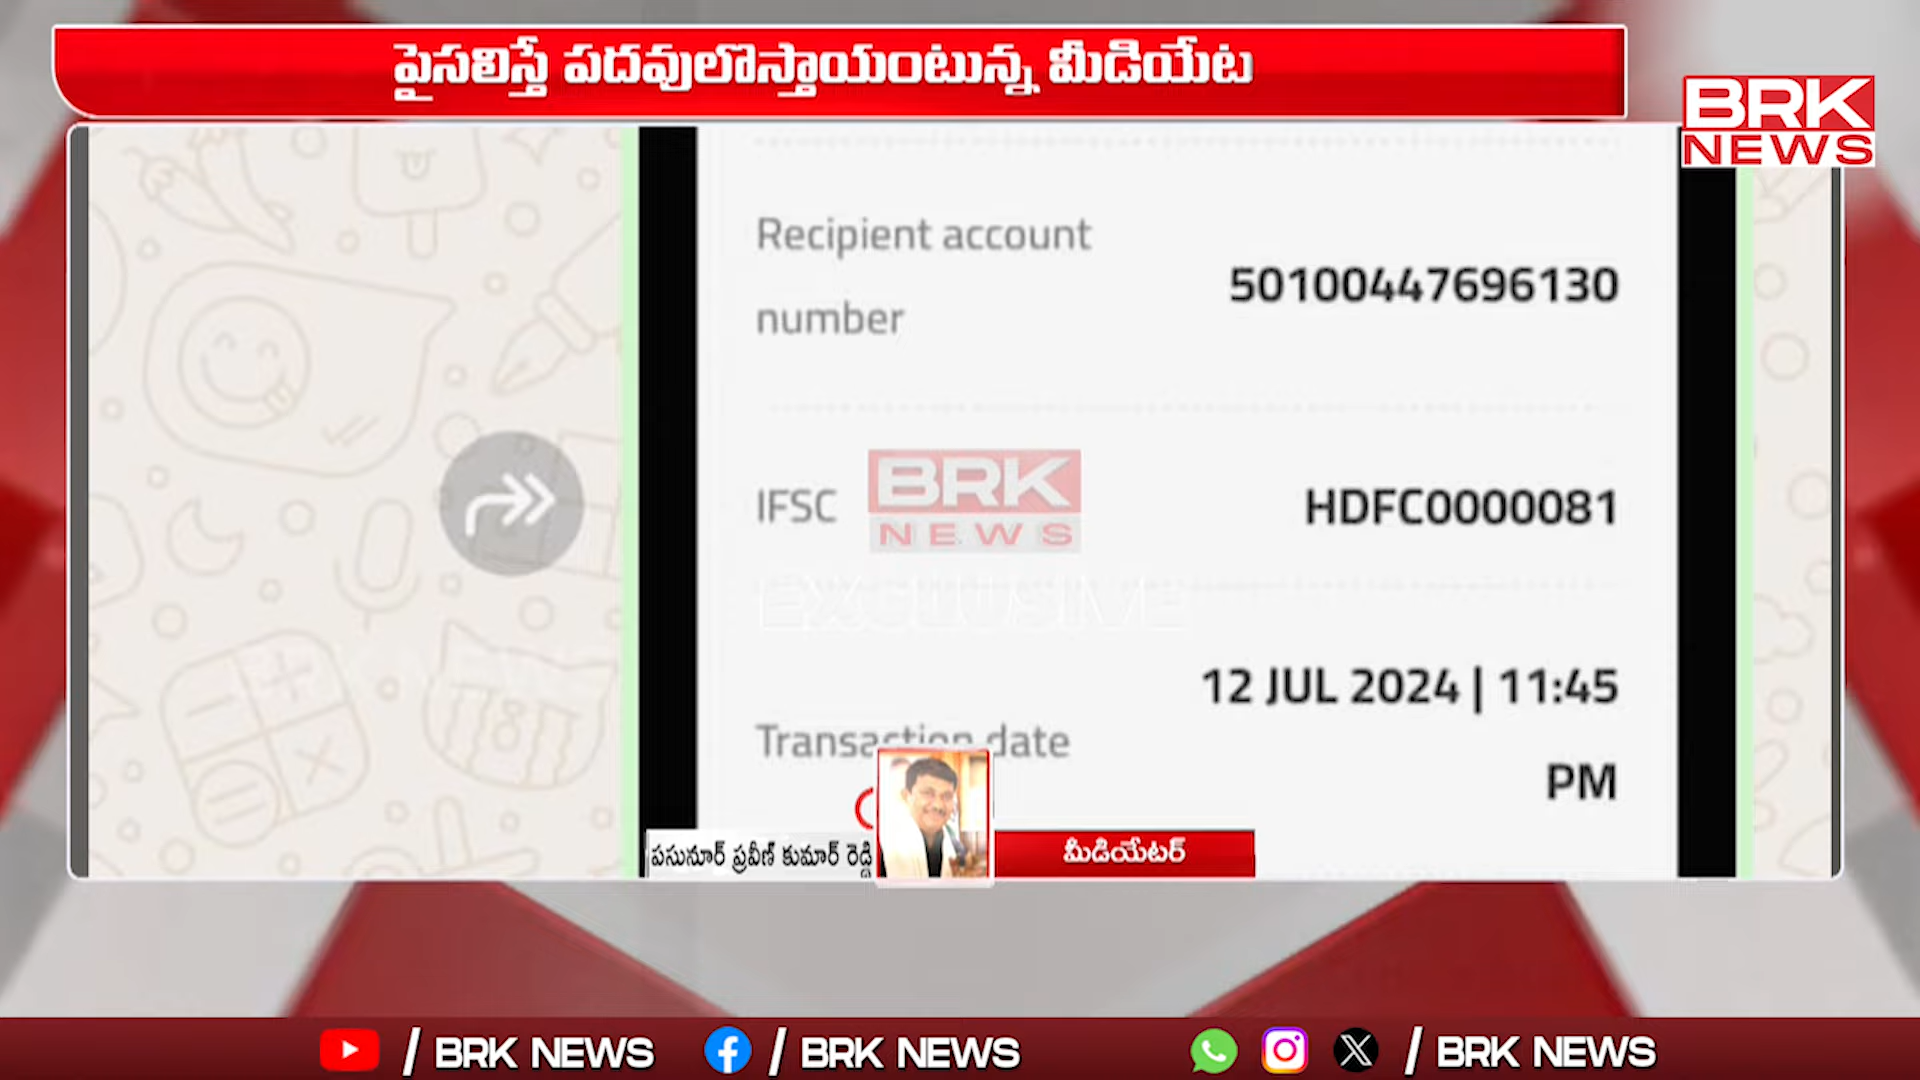 పైసలిస్తే పదవులొస్తాయంటున్న మీడియేట
BRK
NEWS
Recipient account
number
50100447696130
IFSC
HDFC0000081
BRK
NEWS
EXCLUSIVE
12 JUL 2024 | 11:45
PM
Transaction date
పసునూర్ ప్రవీణ్ కుమార్ రెడ్డి
మీడియేటర్
/ BRK NEWS
/ BRK NEWS
/ BRK NEWS